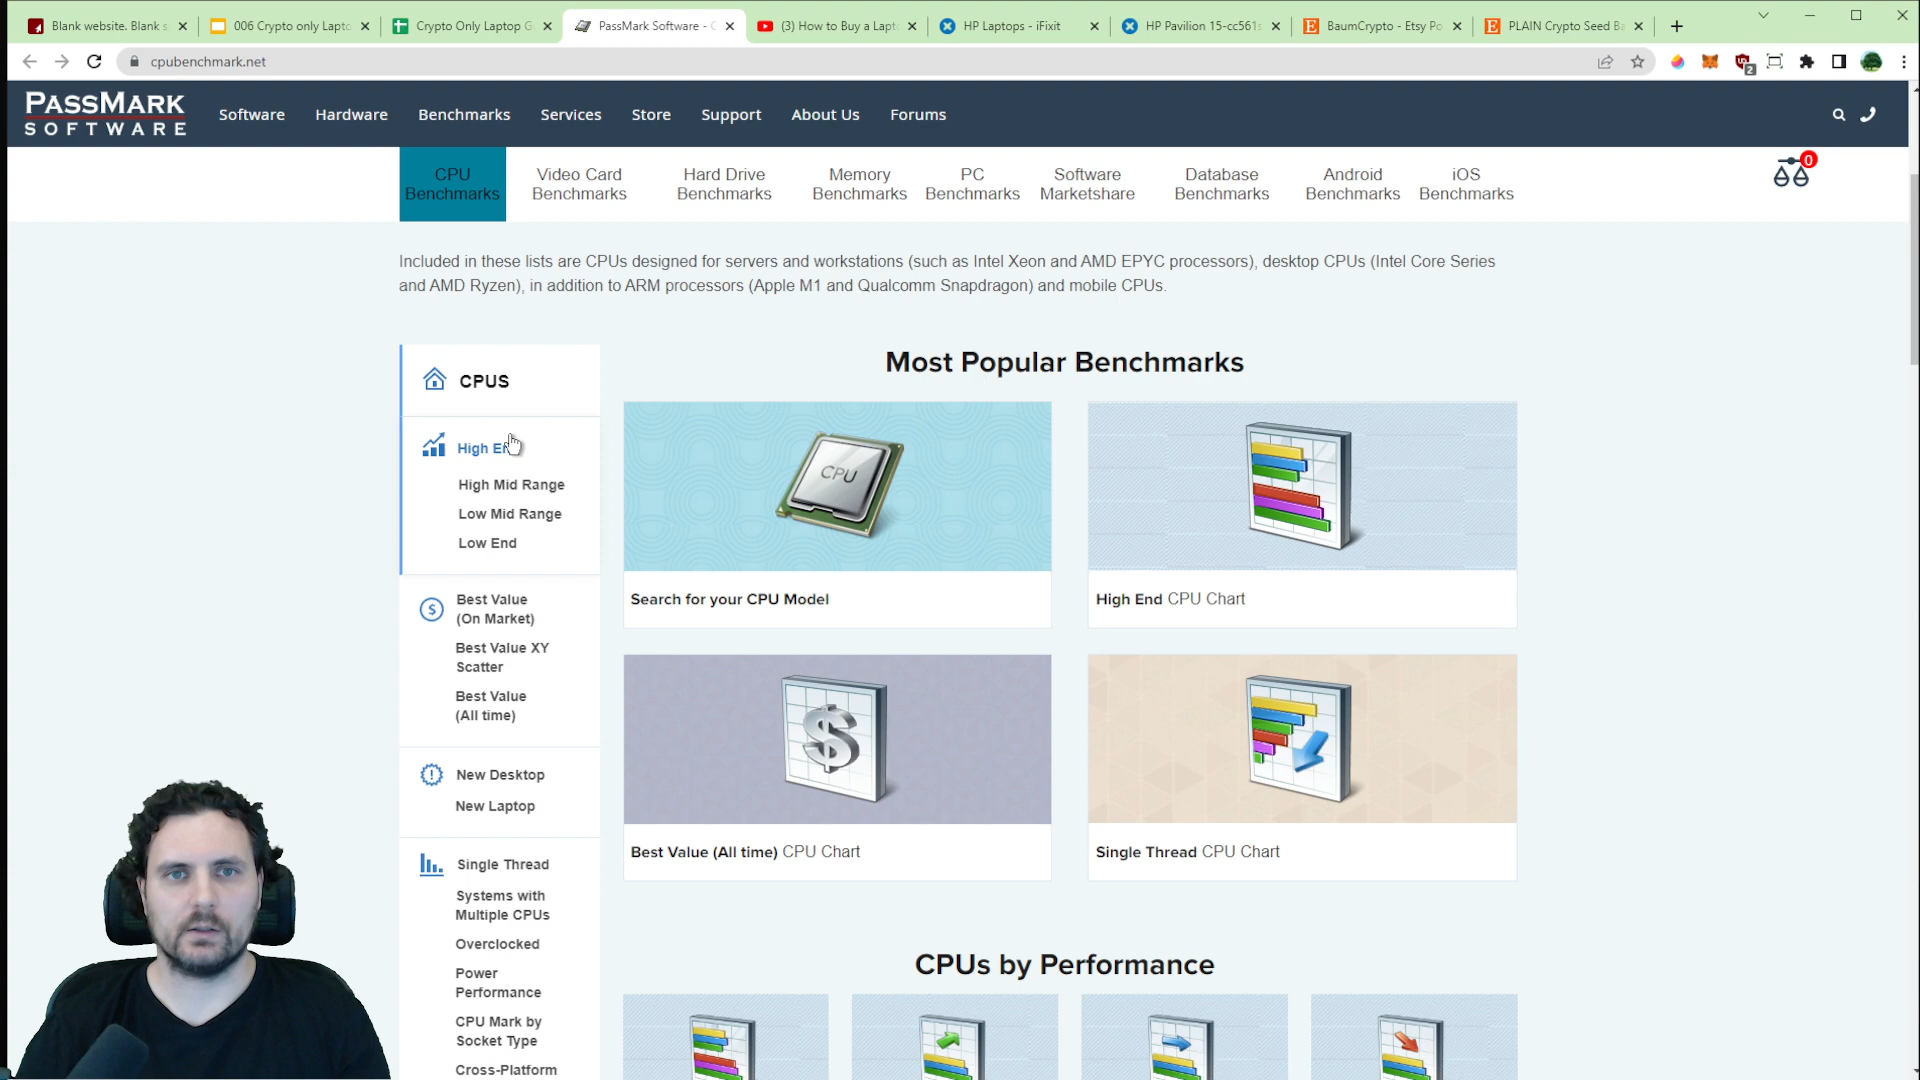 Blank website. Blank s
006 Crypto only Lapto
Crypto Only Laptop G
PassMark Software - C
(3) How to Buy a Lapt
HP Laptops - iFixit
HP Pavilion 15-cc561s
BaumCrypto - Etsy Po
PLAIN Crypto Seed Ba
cpubenchmark.net
2
PASSMARK
SOFTWARE
Software
Hardware
Benchmarks
Services
Store
Support
About Us
Forums
CPU
Benchmarks
Video Card
Benchmarks
Hard Drive
Benchmarks
Memory
Benchmarks
PC
Benchmarks
Software
Marketshare
Database
Benchmarks
Android
Benchmarks
iOS
Benchmarks
0
Included in these lists are CPUs designed for servers and workstations (such as Intel Xeon and AMD EPYC processors), desktop CPUs (Intel Core Series
and AMD Ryzen), in addition to ARM processors (Apple M1 and Qualcomm Snapdragon) and mobile CPUs.
CPUS
High End
High Mid Range
Low Mid Range
Low End
Best Value
(On Market)
Best Value XY
Scatter
Best Value
(All time)
New Desktop
New Laptop
Single Thread
Systems with
Multiple CPUs
Overclocked
Power
Performance
CPU Mark by
Socket Type
Cross-Platform
Most Popular Benchmarks
CPU
Search for your CPU Model
High End CPU Chart
$
Best Value (All time) CPU Chart
Single Thread CPU Chart
CPUs by Performance